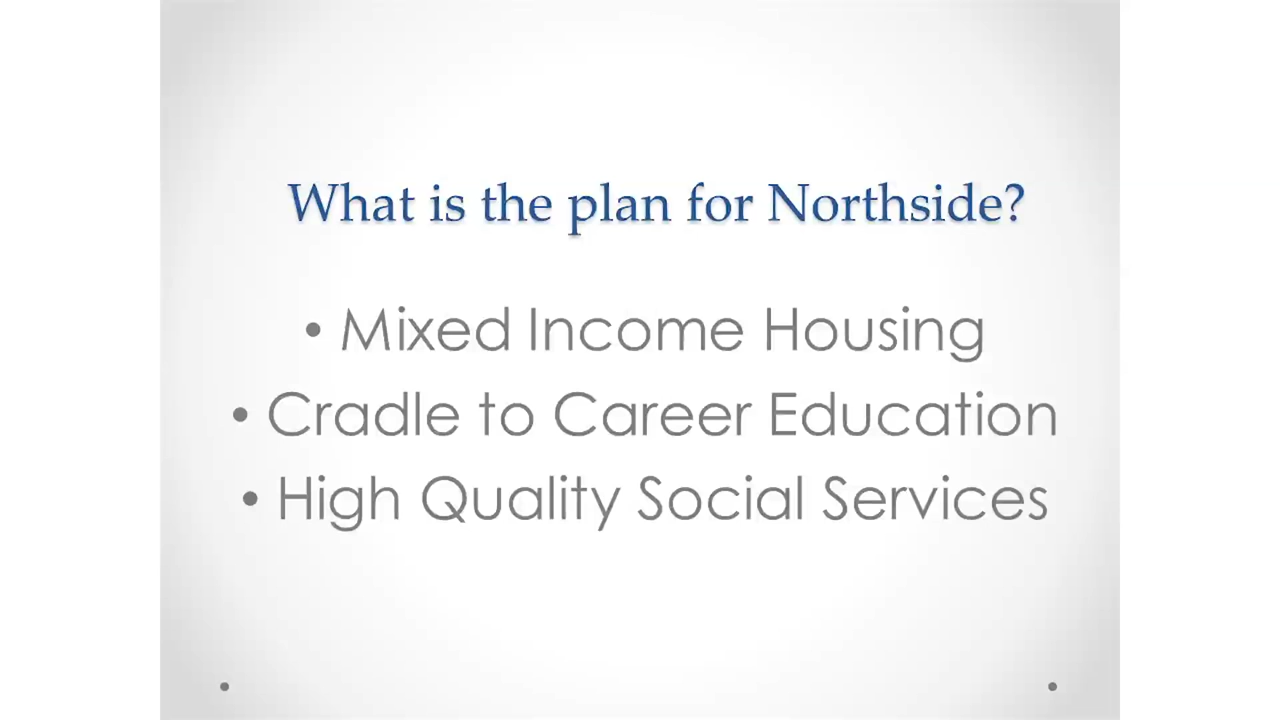 What is the plan for Northside?
• Mixed Income Housing
• Cradle to Career Education
• High Quality Social Services